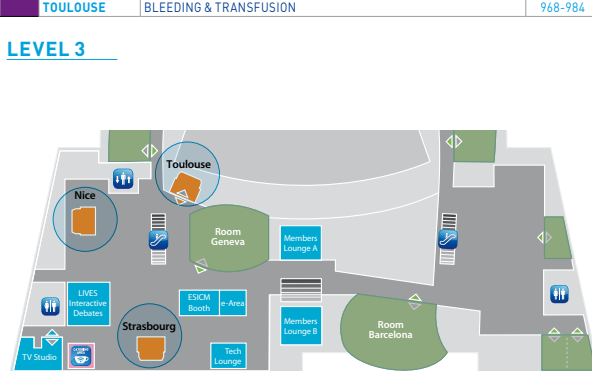 TOULOUSE
BLEEDING & TRANSFUSION
968-984
LEVEL 3
Toulouse
Nice
Room
Geneva
Members
Lounge A
LIVES
Interactive
Debates
ESICM
Booth
e-Area
Strasbourg
Members
Lounge B
Room
Barcelona
TV Studio
Tech
Lounge